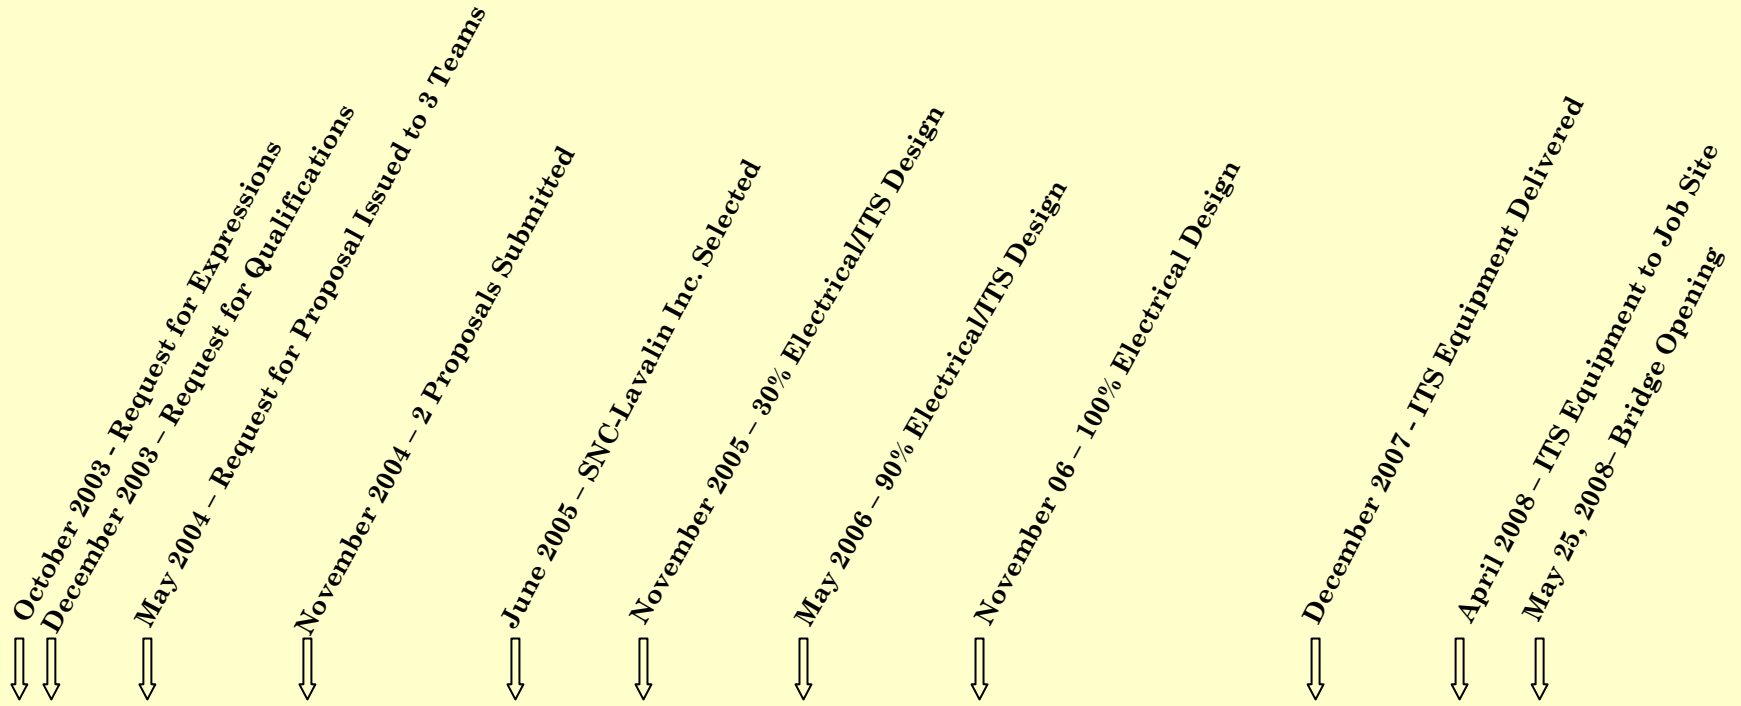 October 2003 - Request for Expressions
December 2003 – Request for Qualifications
May 2004 – Request for Proposal Issued to 3 Teams
November 2004 – 2 Proposals Submitted
June 2005 – SNC-Lavalin Inc. Selected
November 2005 – 30% Electrical/ITS Design
May 2006 – 90% Electrical/ITS Design
November 06 – 100% Electrical Design
December 2007 - ITS Equipment Delivered
April 2008 – ITS Equipment to Job Site
May 25, 2008– Bridge Opening